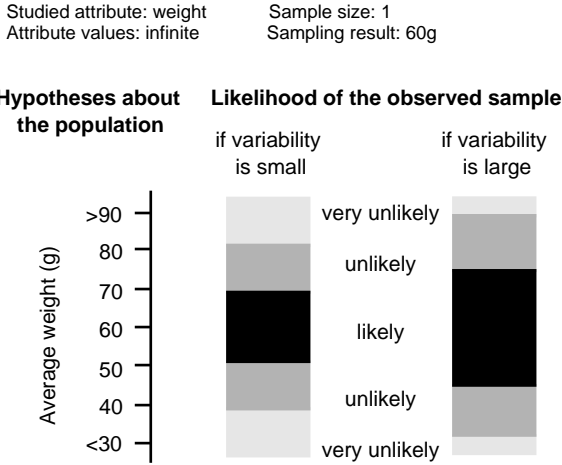 Studied attribute: weight Sample size: 1
Attribute values: infinite Sampling result: 60g
Hypotheses about
the population
Likelihood of the observed sample
if variability
is small
if variability
is large
Average weight (g)
>90
80
70
60
50
40
<30
very unlikely
unlikely
likely
unlikely
very unlikely